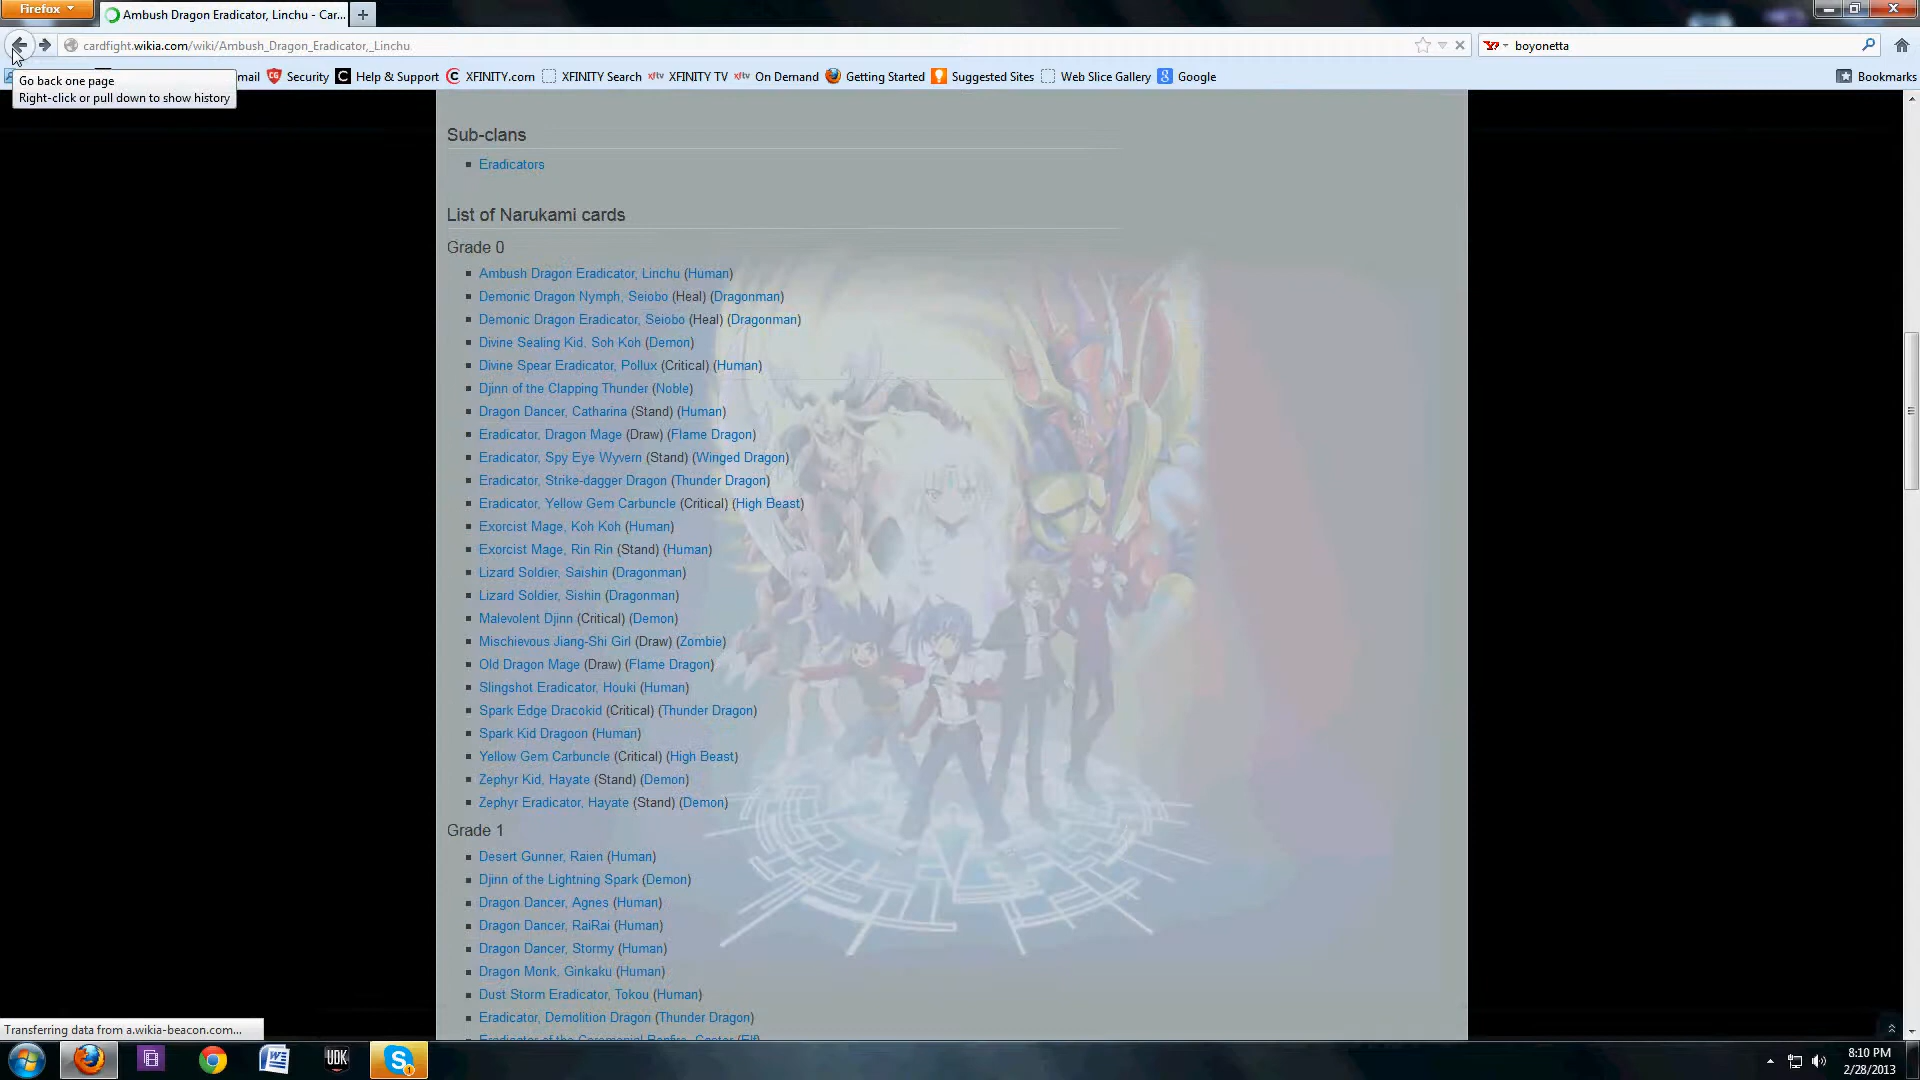 Firefox
Ambush Dragon Eradicator, Linchu - Car...
cardfight.wikia.com/wiki/Ambush_Dragon_Eradicator,_Linchu
boyonetta
mail Security Help & Support XFINITY.com XFINITY Search xftv XFINITY TV xftv On Demand Getting Started Suggested Sites Web Slice Gallery Google Bookmarks
Go back one page
Right-click or pull down to show history
Sub-clans
Eradicators
List of Narukami cards
Grade 0
Ambush Dragon Eradicator, Linchu (Human)
Demonic Dragon Nymph, Seiobo (Heal) (Dragonman)
Demonic Dragon Eradicator, Seiobo (Heal) (Dragonman)
Divine Sealing Kid, Soh Koh (Demon)
Divine Spear Eradicator, Pollux (Critical) (Human)
Djinn of the Clapping Thunder (Noble)
Dragon Dancer, Catharina (Stand) (Human)
Eradicator, Dragon Mage (Draw) (Flame Dragon)
Eradicator, Spy Eye Wyvern (Stand) (Winged Dragon)
Eradicator, Strike-dagger Dragon (Thunder Dragon)
Eradicator, Yellow Gem Carbuncle (Critical) (High Beast)
Exorcist Mage, Koh Koh (Human)
Exorcist Mage, Rin Rin (Stand) (Human)
Lizard Soldier, Saishin (Dragonman)
Lizard Soldier, Sishin (Dragonman)
Malevolent Djinn (Critical) (Demon)
Mischievous Jiang-Shi Girl (Draw) (Zombie)
Old Dragon Mage (Draw) (Flame Dragon)
Slingshot Eradicator, Houki (Human)
Spark Edge Dracokid (Critical) (Thunder Dragon)
Spark Kid Dragoon (Human)
Yellow Gem Carbuncle (Critical) (High Beast)
Zephyr Kid, Hayate (Stand) (Demon)
Zephyr Eradicator, Hayate (Stand) (Demon)
Grade 1
Desert Gunner, Raien (Human)
Djinn of the Lightning Spark (Demon)
Dragon Dancer, Agnes (Human)
Dragon Dancer, RaiRai (Human)
Dragon Dancer, Stormy (Human)
Dragon Monk, Ginkaku (Human)
Dust Storm Eradicator, Tokou (Human)
Eradicator, Demolition Dragon (Thunder Dragon)
Eradicator of the Ceremonial Bonfire, Castor (Elf)
Transferring data from a.wikia-beacon.com...
UDK
8:10 PM
2/28/2013